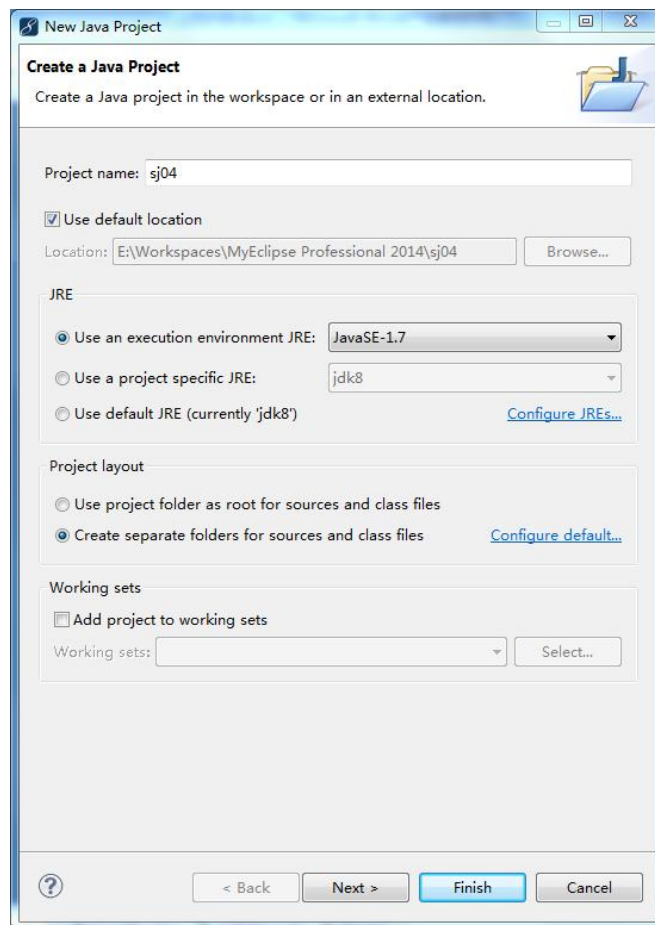 New Java Project
Create a Java Project
Create a Java project in the workspace or in an external location.
Project name: sj04
Use default location
Location: E:\Workspaces\MyEclipse Professional 2014\sj04 Browse...
JRE
Use an execution environment JRE: JavaSE-1.7
Use a project specific JRE: jdk8
Use default JRE (currently 'jdk8') Configure JREs...
Project layout
Use project folder as root for sources and class files
Create separate folders for sources and class files Configure default...
Working sets
Add project to working sets
Working sets: Select...
? < Back Next > Finish Cancel